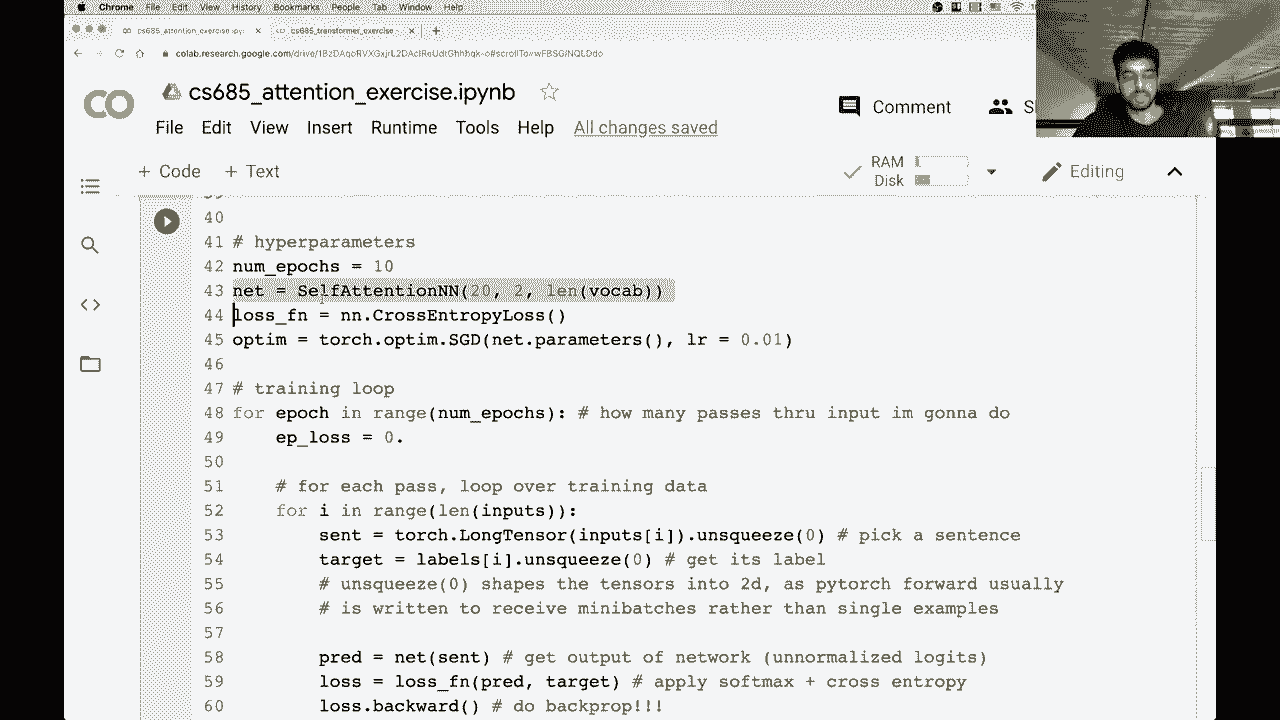 Chrome File Edit View History Bookmarks People Tab Window Help
cs685_attention_exercise.ipy cs685_transformer_exercise
CO cs685_attention_exercise.ipynb
File Edit View Insert Runtime Tools Help All changes saved
Comment S
+ Code + Text RAM Disk Editing
39
40
41 # hyperparameters
42 num_epochs = 10
43 net = SelfAttentionNN(20, 2, len(vocab))
44 loss_fn = nn.CrossEntropyLoss()
45 optim = torch.optim.SGD(net.parameters(), lr = 0.01)
46
47 # training loop
48 for epoch in range(num_epochs): # how many passes thru input im gonna do
49 ep_loss = 0.
50
51 # for each pass, loop over training data
52 for i in range(len(inputs)):
53 sent = torch.LongTensor(inputs[i]).unsqueeze(0) # pick a sentence
54 target = labels[i].unsqueeze(0) # get its label
55 # unsqueeze(0) shapes the tensors into 2d, as pytorch forward usually
56 # is written to receive minibatches rather than single examples
57
58 pred = net(sent) # get output of network (unnormalized logits)
59 loss = loss_fn(pred, target) # apply softmax + cross entropy
60 loss.backward() # do backprop!!!